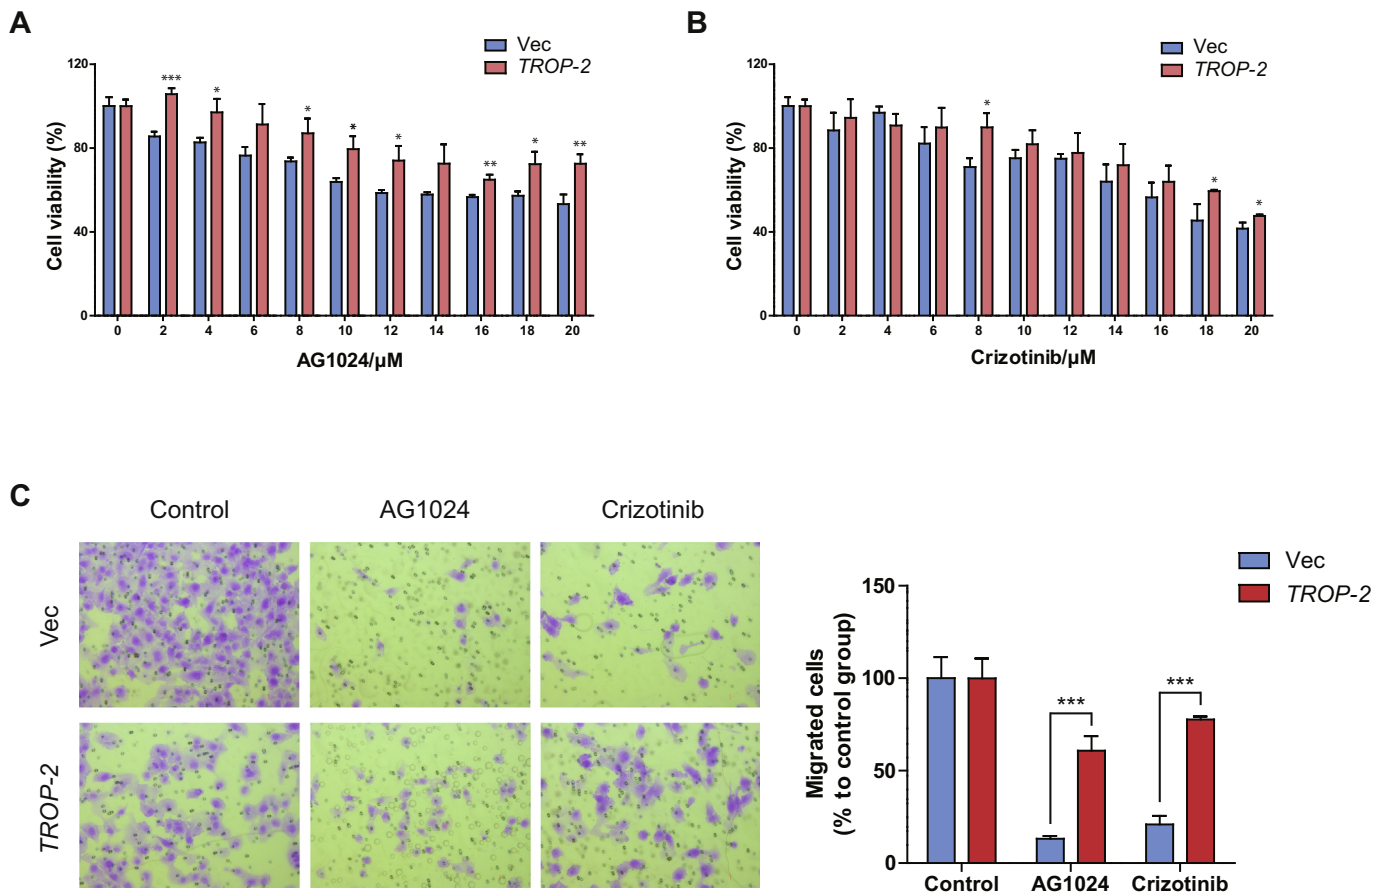 A
Vec
TROP-2
120
80
40
0
Cell viability (%)
*** * * * * ** * **
0 2 4 6 8 10 12 14 16 18 20
AG1024/µM
B
Vec
TROP-2
120
80
40
0
Cell viability (%)
* * *
0 2 4 6 8 10 12 14 16 18 20
Crizotinib/µM
C
Control AG1024 Crizotinib
Vec
TROP-2
Vec
TROP-2
150
100
50
0
Migrated cells
(% to control group)
*** ***
Control AG1024 Crizotinib